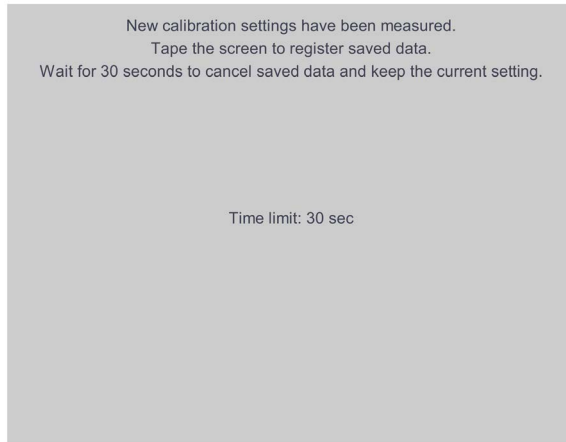 New calibration settings have been measured.
Tape the screen to register saved data.
Wait for 30 seconds to cancel saved data and keep the current setting.
Time limit: 30 sec